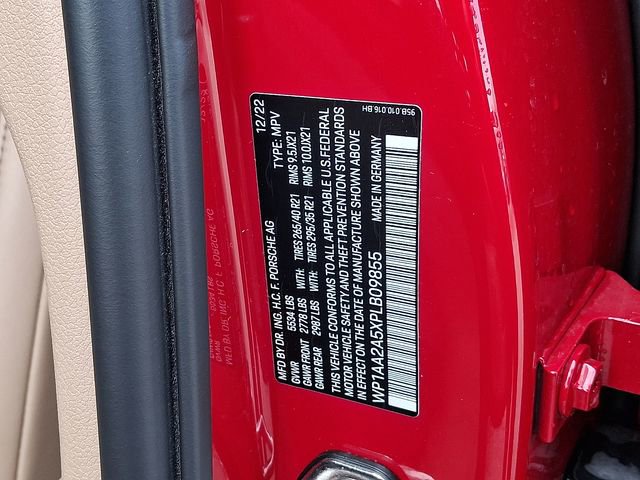 MFD BY DR. ING. H.C. F. PORSCHE AG 12/22
GVWR 5534 LBS TYPE: MPV
GAWR FRONT 2778 LBS WITH: TIRES 265/40 R21 RIMS 9.5JX21
GAWR REAR 2987 LBS WITH: TIRES 295/35 R21 RIMS 10.0JX21
THIS VEHICLE CONFORMS TO ALL APPLICABLE U.S. FEDERAL
MOTOR VEHICLE SAFETY AND THEFT PREVENTION STANDARDS
IN EFFECT ON THE DATE OF MANUFACTURE SHOWN ABOVE
WP1AA2A5XPLB09855 MADE IN GERMANY
95B.010.016.BH